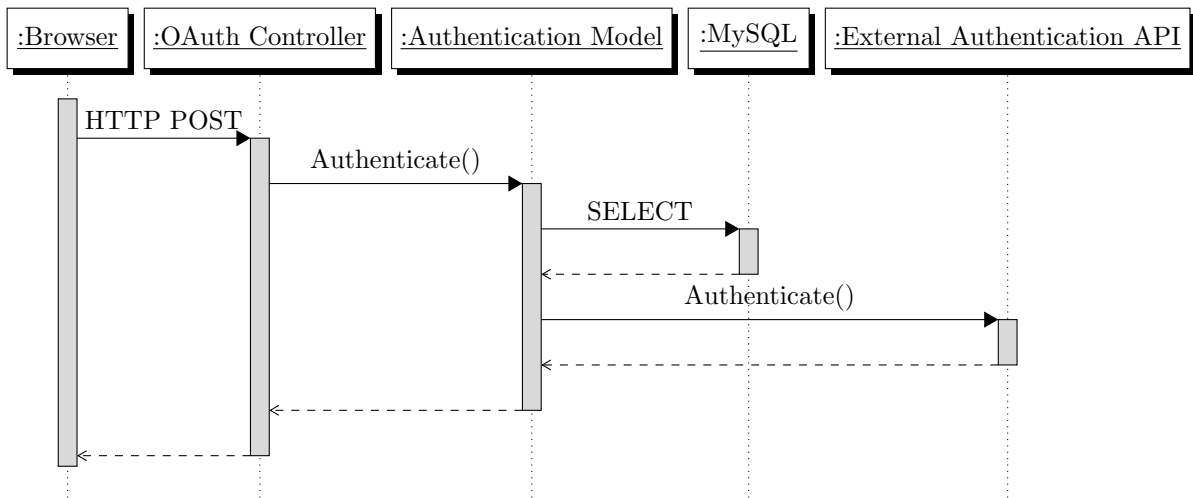 :Browser
:OAuth Controller
:Authentication Model
:MySQL
:External Authentication API
HTTP POST
Authenticate()
SELECT
Authenticate()